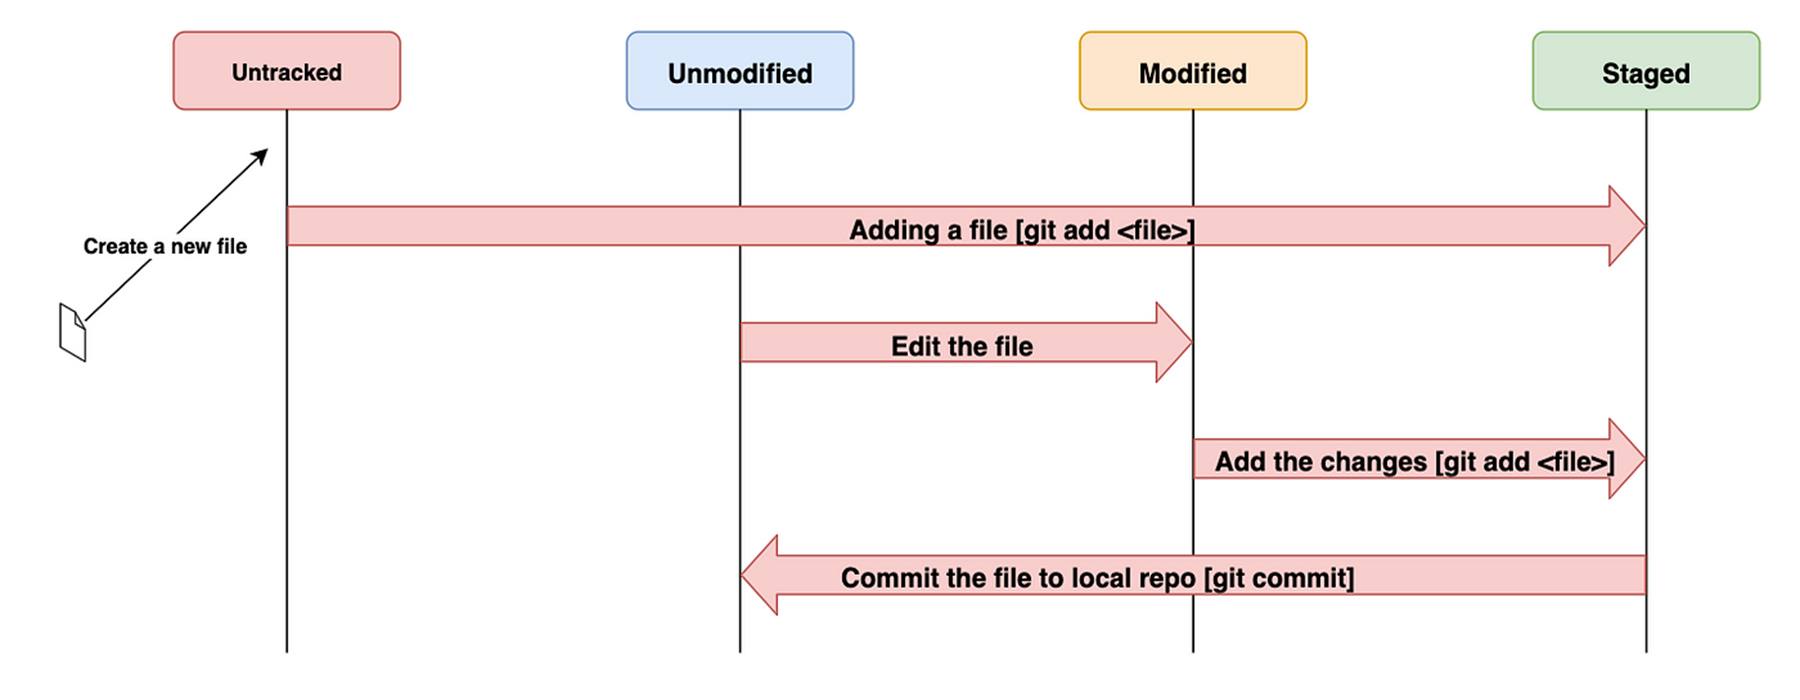 Untracked
Unmodified
Modified
Staged
Adding a file [git add <file>]
Create a new file
Edit the file
Add the changes [git add <file>]
Commit the file to local repo [git commit]